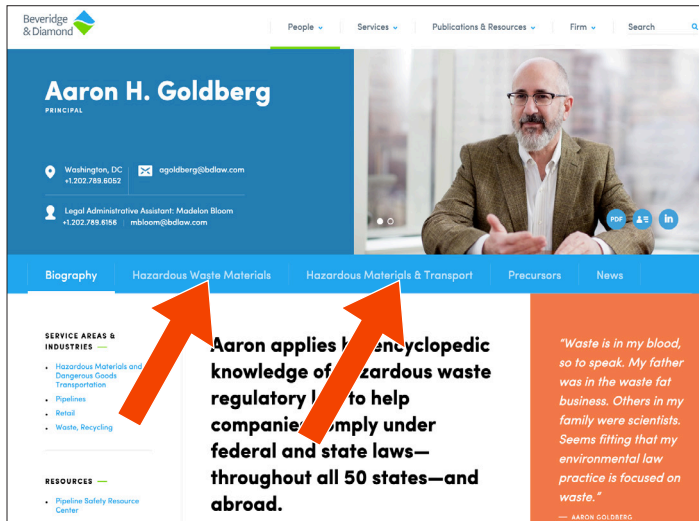 Beveridge
& Diamond
People
Services
Publications & Resources
Firm
Search
Aaron H. Goldberg
PRINCIPAL
Washington, DC
+1.202.789.6052
agoldberg@bdlaw.com
Legal Administrative Assistant: Madelon Bloom
+1.202.789.6156 | mbloom@bdlaw.com
PDF
in
Biography
Hazardous Waste Materials
Hazardous Materials & Transport
Precursors
News
SERVICE AREAS &
INDUSTRIES —
• Hazardous Materials and
Dangerous Goods
Transportation
• Pipelines
• Retail
• Waste, Recycling
RESOURCES —
• Pipeline Safety Resource
Center
Aaron applies encyclopedic
knowledge of hazardous waste
regulatory to help
companies comply under
federal and state laws—
throughout all 50 states—and
abroad.
"Waste is in my blood,
so to speak. My father
was in the waste fat
business. Others in my
family were scientists.
Seems fitting that my
environmental law
practice is focused on
waste."
— AARON GOLDBERG